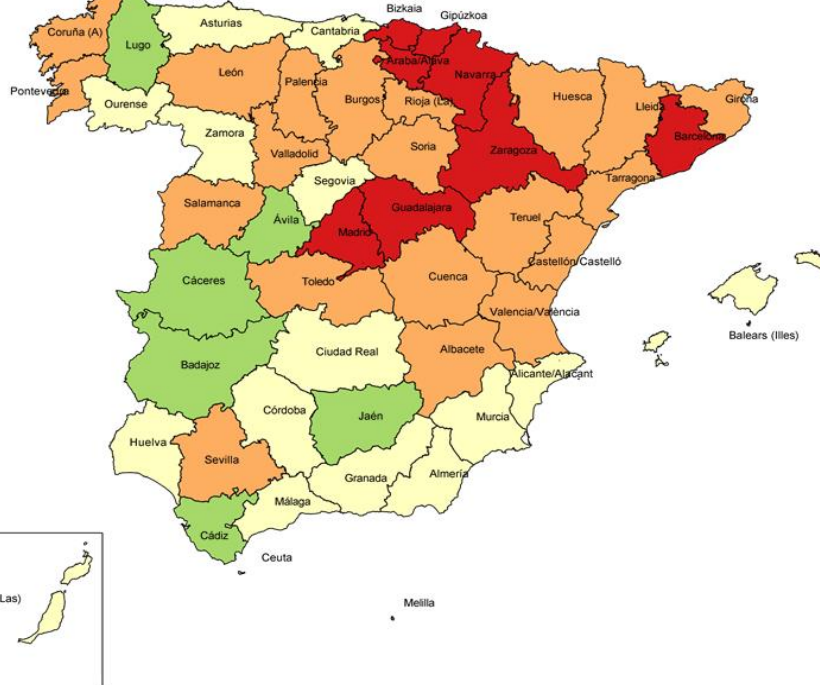 Bizkaia
Gipúzkoa
Asturias
Cantabria
Coruña (A)
Lugo
Araba/Álava
León
Palencia
Navarra
Pontevedra
Ourense
Burgos
Rioja (La)
Huesca
Lleida
Girona
Zamora
Barcelona
Valladolid
Soria
Zaragoza
Segovia
Tarragona
Salamanca
Ávila
Guadalajara
Teruel
Madrid
Castellón/Castelló
Cáceres
Toledo
Cuenca
Valencia/València
Balears (Illes)
Ciudad Real
Albacete
Badajoz
Alicante/Alacant
Córdoba
Jaén
Murcia
Huelva
Sevilla
Granada
Almería
Málaga
Cádiz
Ceuta
Las)
Melilla